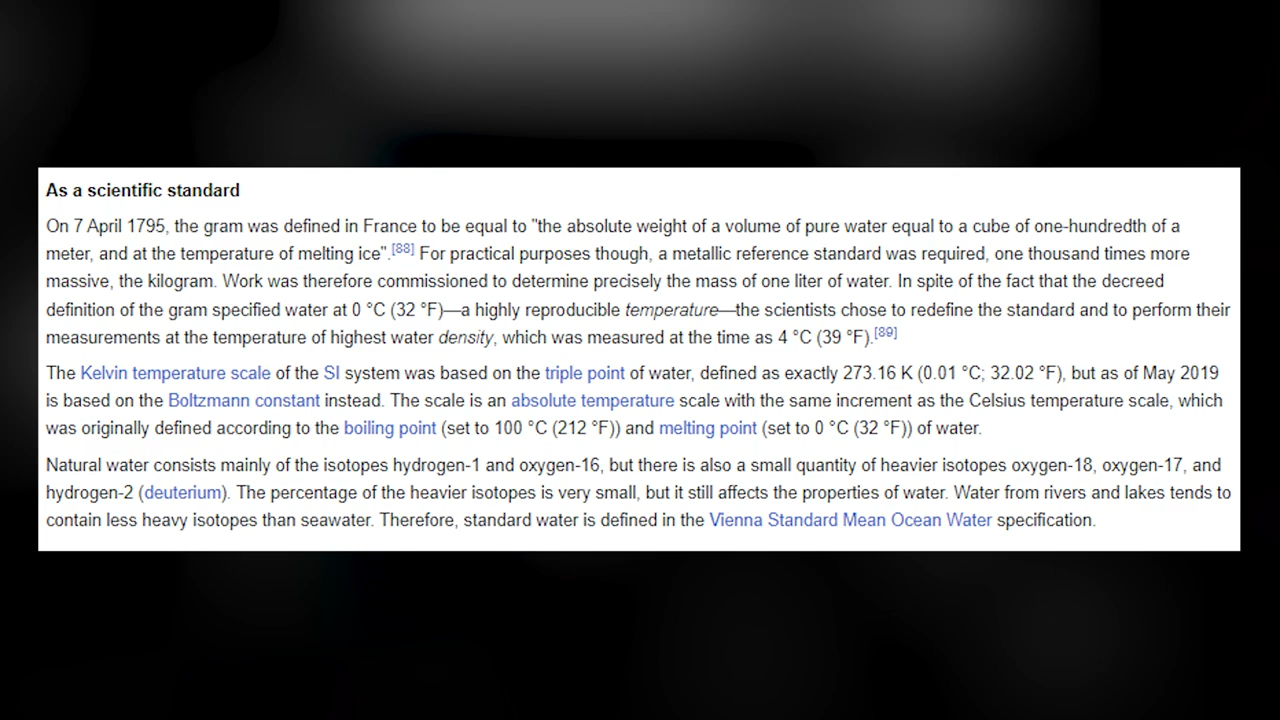 As a scientific standard
On 7 April 1795, the gram was defined in France to be equal to "the absolute weight of a volume of pure water equal to a cube of one-hundredth of a
meter, and at the temperature of melting ice".[88] For practical purposes though, a metallic reference standard was required, one thousand times more
massive, the kilogram. Work was therefore commissioned to determine precisely the mass of one liter of water. In spite of the fact that the decreed
definition of the gram specified water at 0 °C (32 °F)—a highly reproducible temperature—the scientists chose to redefine the standard and to perform their
measurements at the temperature of highest water density, which was measured at the time as 4 °C (39 °F).[89]
The Kelvin temperature scale of the SI system was based on the triple point of water, defined as exactly 273.16 K (0.01 °C; 32.02 °F), but as of May 2019
is based on the Boltzmann constant instead. The scale is an absolute temperature scale with the same increment as the Celsius temperature scale, which
was originally defined according to the boiling point (set to 100 °C (212 °F)) and melting point (set to 0 °C (32 °F)) of water.
Natural water consists mainly of the isotopes hydrogen-1 and oxygen-16, but there is also a small quantity of heavier isotopes oxygen-18, oxygen-17, and
hydrogen-2 (deuterium). The percentage of the heavier isotopes is very small, but it still affects the properties of water. Water from rivers and lakes tends to
contain less heavy isotopes than seawater. Therefore, standard water is defined in the Vienna Standard Mean Ocean Water specification.